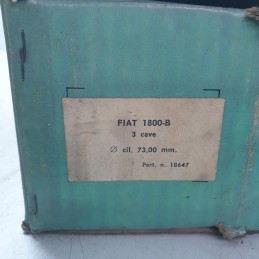 FIAT 1800-B
3 cave
Ø cil. 73,00 mm.
Part. n. 18647